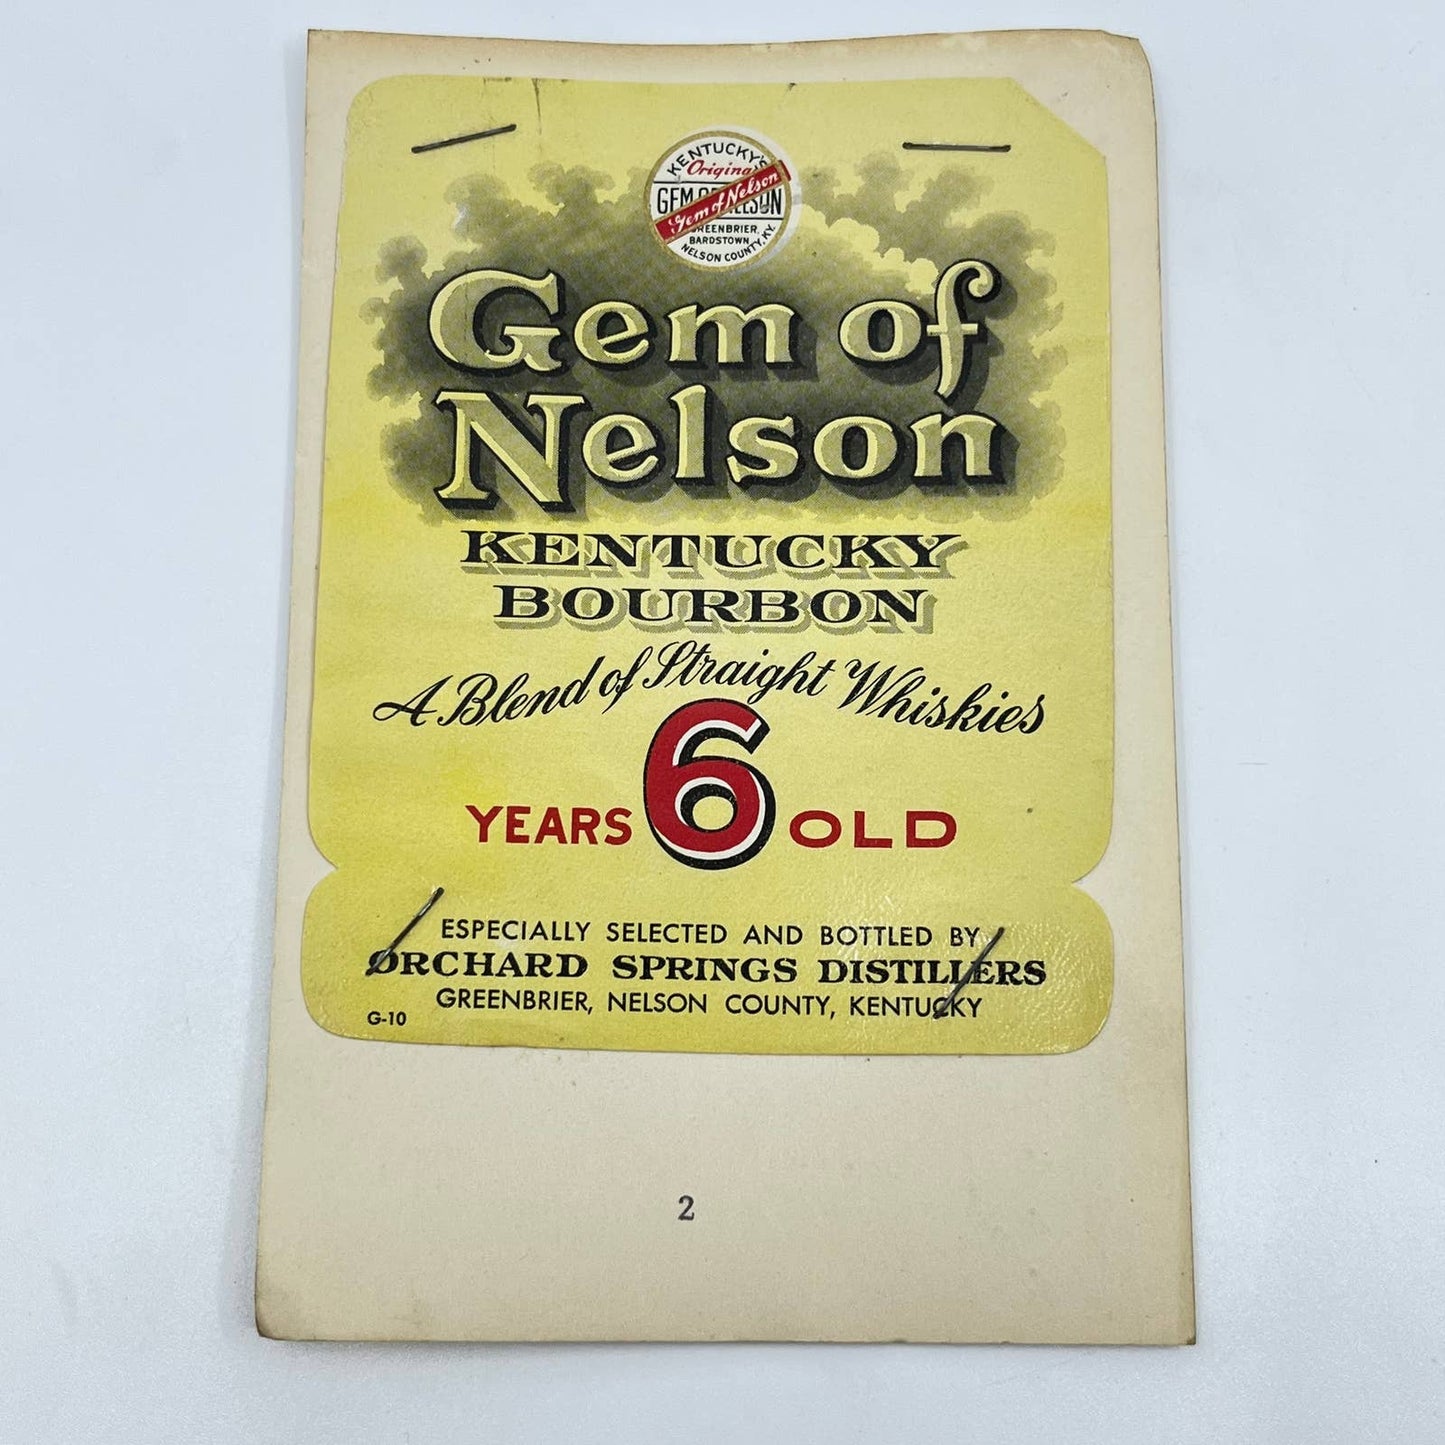 KENTUCKY'S
Original
GEM OF NELSON
Gem of Nelson
GREENBRIER,
BARDSTOWN
NELSON COUNTY, KY.
Gem of
Nelson
KENTUCKY
BOURBON
A Blend of Straight Whiskies
YEARS 6 OLD
ESPECIALLY SELECTED AND BOTTLED BY
ORCHARD SPRINGS DISTILLERS
GREENBRIER, NELSON COUNTY, KENTUCKY
G-10
2